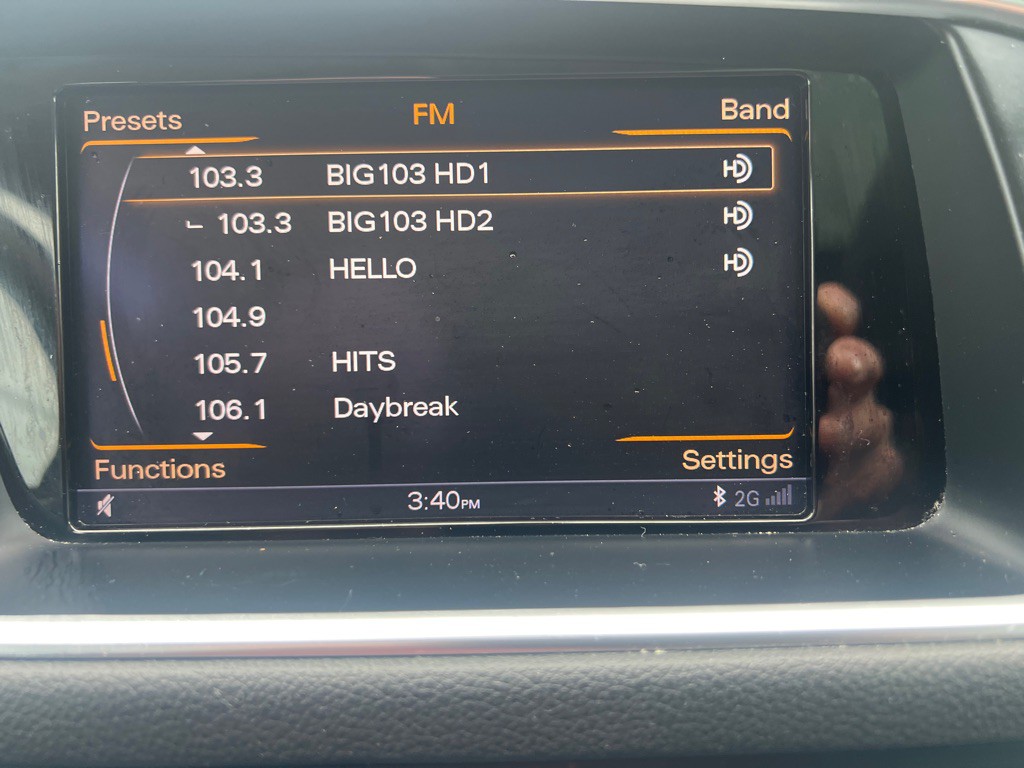 Presets FM Band
103.3 BIG103 HD1 HD
103.3 BIG103 HD2 HD
104.1 HELLO HD
104.9
105.7 HITS
106.1 Daybreak
Functions Settings
3:40PM 2G